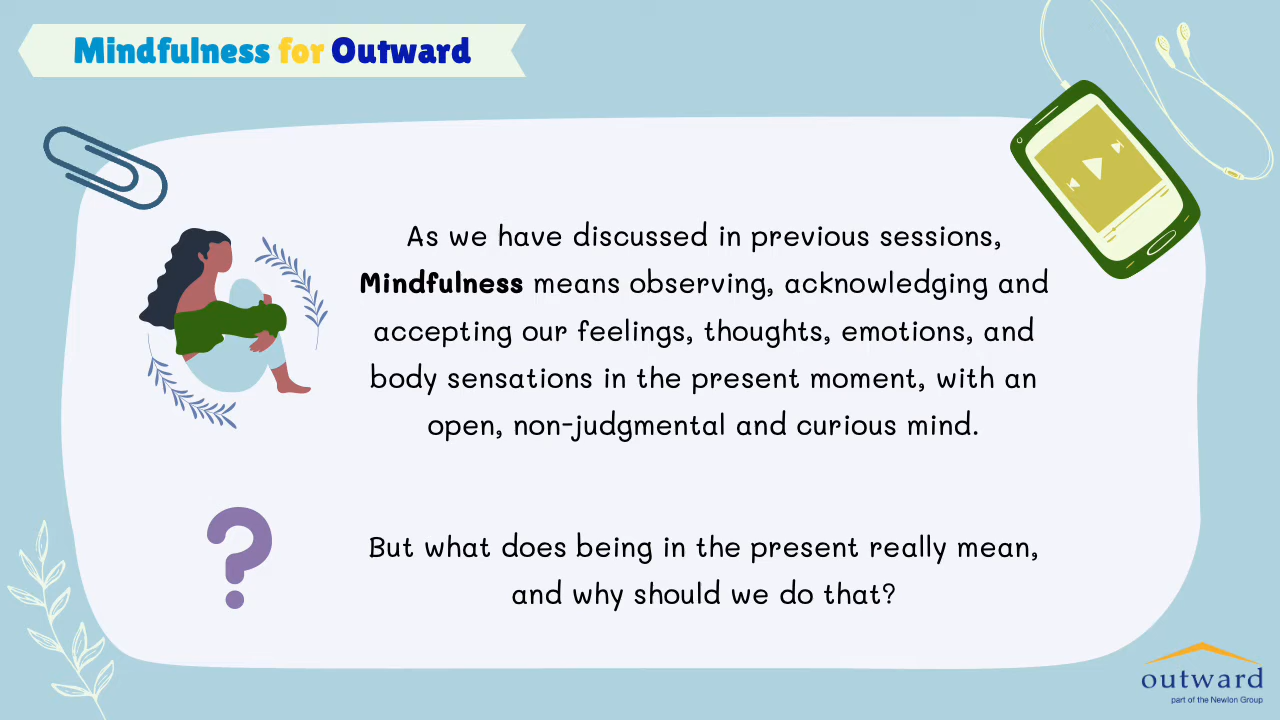 Mindfulness for Outward
As we have discussed in previous sessions,
Mindfulness means observing, acknowledging and
accepting our feelings, thoughts, emotions, and
body sensations in the present moment, with an
open, non-judgmental and curious mind.
But what does being in the present really mean,
and why should we do that?
outward
part of the Newlon Group